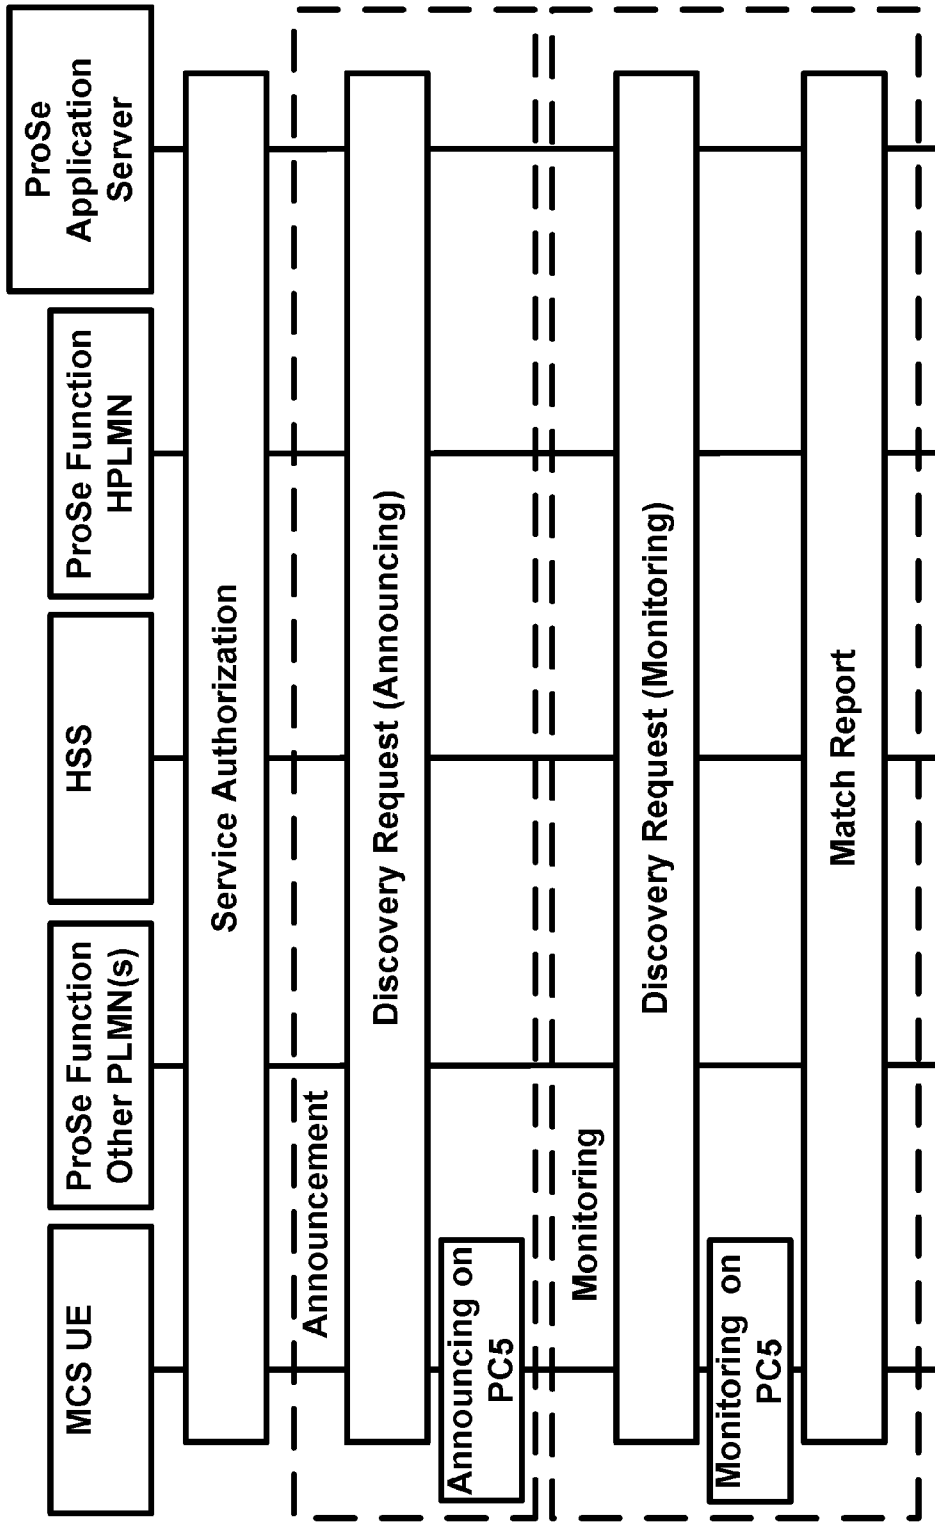 MCS UE
ProSe Function
Other PLMN(s)
HSS
ProSe Function
HPLMN
ProSe
Application
Server
Service Authorization
Announcement
Discovery Request (Announcing)
Announcing on
PC5
Monitoring
Discovery Request (Monitoring)
Monitoring on
PC5
Match Report